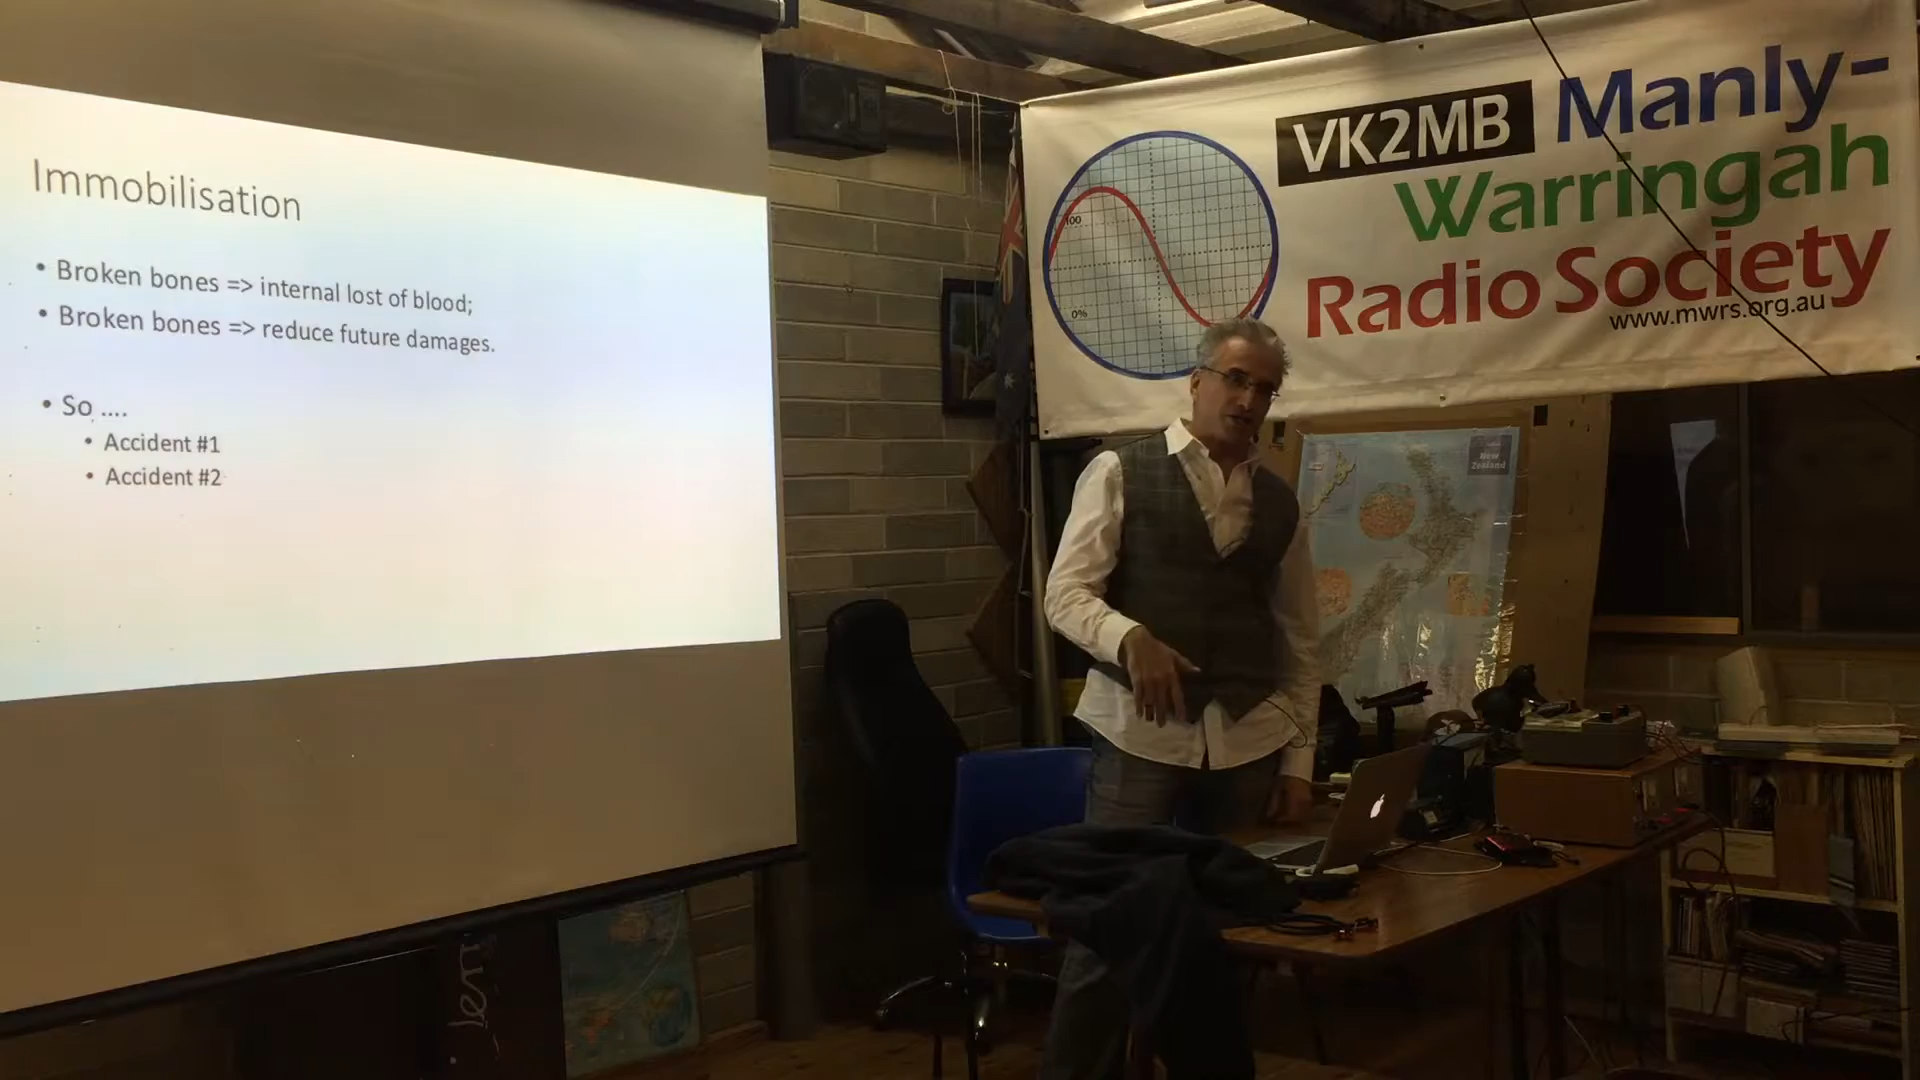 Immobilisation
• Broken bones => internal lost of blood;
• Broken bones => reduce future damages.
• So ....
• Accident #1
• Accident #2
VK2MB Manly-
Warringah
Radio Society
www.mwrs.org.au
100
0%
New
Zealand